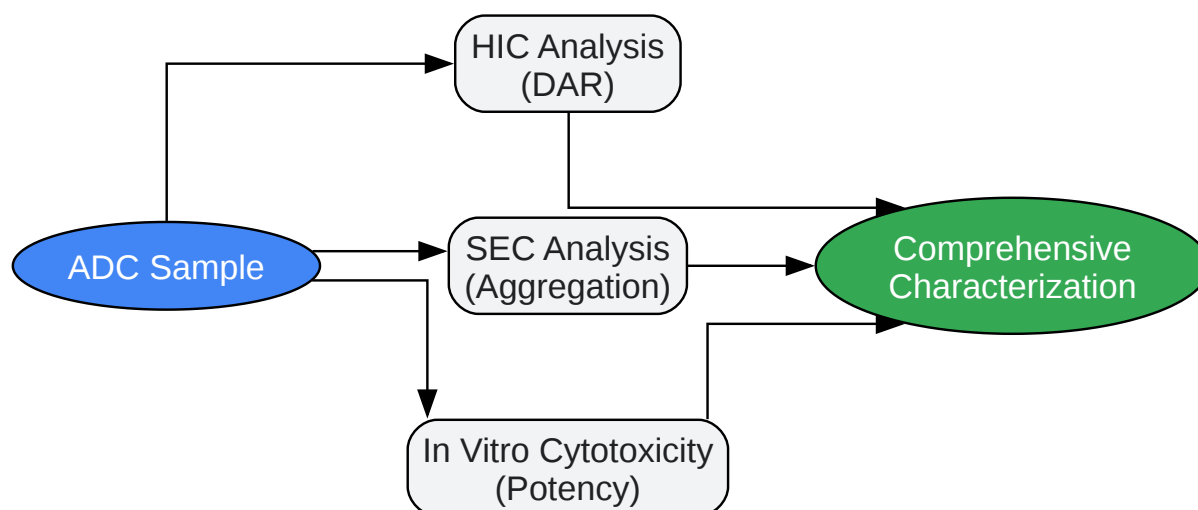 HIC Analysis
(DAR)
ADC Sample
SEC Analysis
(Aggregation)
Comprehensive
Characterization
In Vitro Cytotoxicity
(Potency)